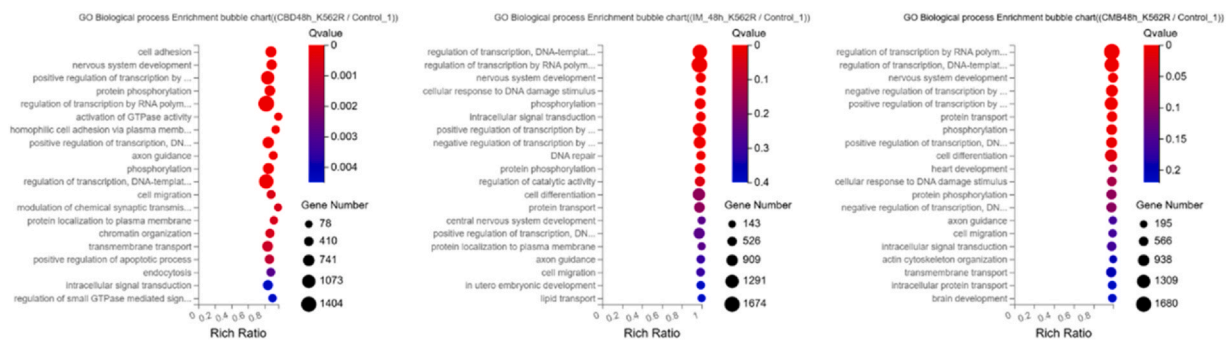 GO Biological process Enrichment bubble chart((CBD48h_K562R / Control_1))
Qvalue
cell adhesion
nervous system development
positive regulation of transcription by ...
protein phosphorylation
regulation of transcription by RNA polym...
activation of GTPase activity
homophilic cell adhesion via plasma memb...
positive regulation of transcription, DN...
axon guidance
phosphorylation
regulation of transcription, DNA-templat...
cell migration
modulation of chemical synaptic transmis...
protein localization to plasma membrane
chromatin organization
transmembrane transport
positive regulation of apoptotic process
endocytosis
intracellular signal transduction
regulation of small GTPase mediated sign...
0
0.001
0.002
0.003
0.004
Gene Number
78
410
741
1073
1404
0 0.2 0.4 0.6 0.8
Rich Ratio
GO Biological process Enrichment bubble chart((IM_48h_K562R / Control_1))
Qvalue
regulation of transcription, DNA-templat...
regulation of transcription by RNA polym...
nervous system development
cellular response to DNA damage stimulus
phosphorylation
intracellular signal transduction
positive regulation of transcription by ...
negative regulation of transcription by ...
DNA repair
protein phosphorylation
regulation of catalytic activity
cell differentiation
protein transport
central nervous system development
positive regulation of transcription, DN...
protein localization to plasma membrane
axon guidance
cell migration
in utero embryonic development
lipid transport
0
0.1
0.2
0.3
0.4
Gene Number
143
526
909
1291
1674
0 0.2 0.4 0.6 0.8 1
Rich Ratio
GO Biological process Enrichment bubble chart((CMB48h_K562R / Control_1))
Qvalue
regulation of transcription by RNA polym...
regulation of transcription, DNA-templat...
nervous system development
negative regulation of transcription by ...
positive regulation of transcription by ...
protein transport
phosphorylation
positive regulation of transcription, DN...
cell differentiation
heart development
cellular response to DNA damage stimulus
protein phosphorylation
negative regulation of transcription, DN...
axon guidance
cell migration
intracellular signal transduction
actin cytoskeleton organization
transmembrane transport
intracellular protein transport
brain development
0
0.05
0.1
0.15
0.2
Gene Number
195
566
938
1309
1680
0 0.2 0.4 0.6 0.8
Rich Ratio